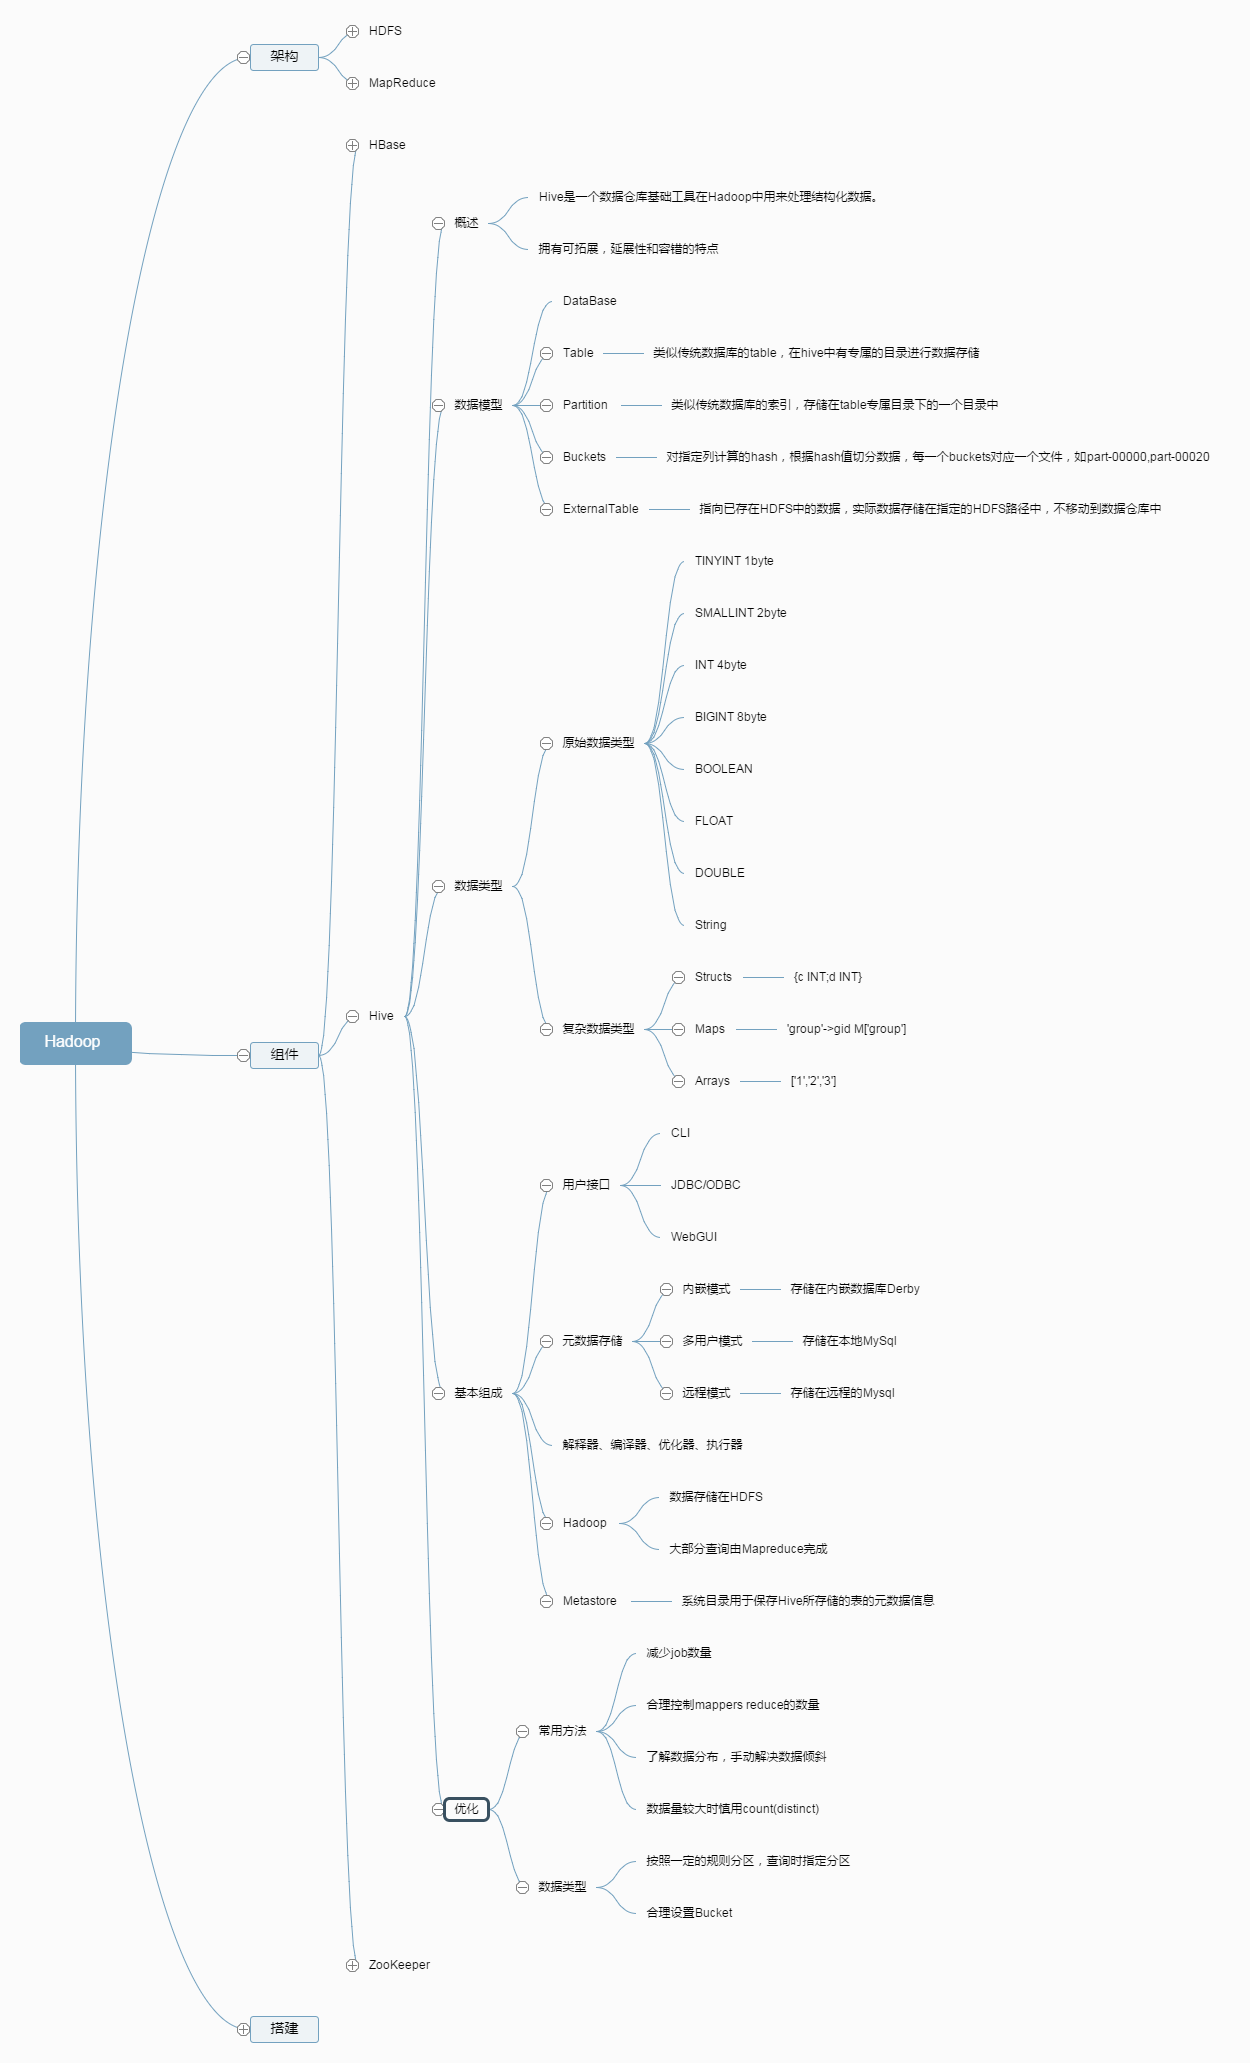 HDFS
架构
MapReduce
HBase
Hive是一个数据仓库基础工具在Hadoop中用来处理结构化数据。
概述
拥有可拓展，延展性和容错的特点
DataBase
Table
类似传统数据库的table，在hive中有专属的目录进行数据存储
数据模型
Partition
类似传统数据库的索引，存储在table专属目录下的一个目录中
Buckets
对指定列计算的hash，根据hash值切分数据，每一个buckets对应一个文件，如part-00000,part-00020
ExternalTable
指向已存在HDFS中的数据，实际数据存储在指定的HDFS路径中，不移动到数据仓库中
TINYINT 1byte
SMALLINT 2byte
INT 4byte
BIGINT 8byte
原始数据类型
BOOLEAN
FLOAT
DOUBLE
数据类型
String
Structs
{c INT;d INT}
复杂数据类型
Maps
'group'->gid M['group']
Arrays
['1','2','3']
Hive
Hadoop
组件
CLI
用户接口
JDBC/ODBC
WebGUI
内嵌模式
存储在内嵌数据库Derby
元数据存储
多用户模式
存储在本地MySql
远程模式
存储在远程的Mysql
基本组成
解释器、编译器、优化器、执行器
数据存储在HDFS
Hadoop
大部分查询由Mapreduce完成
Metastore
系统目录用于保存Hive所存储的表的元数据信息
减少job数量
合理控制mappers reduce的数量
常用方法
了解数据分布，手动解决数据倾斜
数据量较大时慎用count(distinct)
优化
按照一定的规则分区，查询时指定分区
数据类型
合理设置Bucket
ZooKeeper
搭建